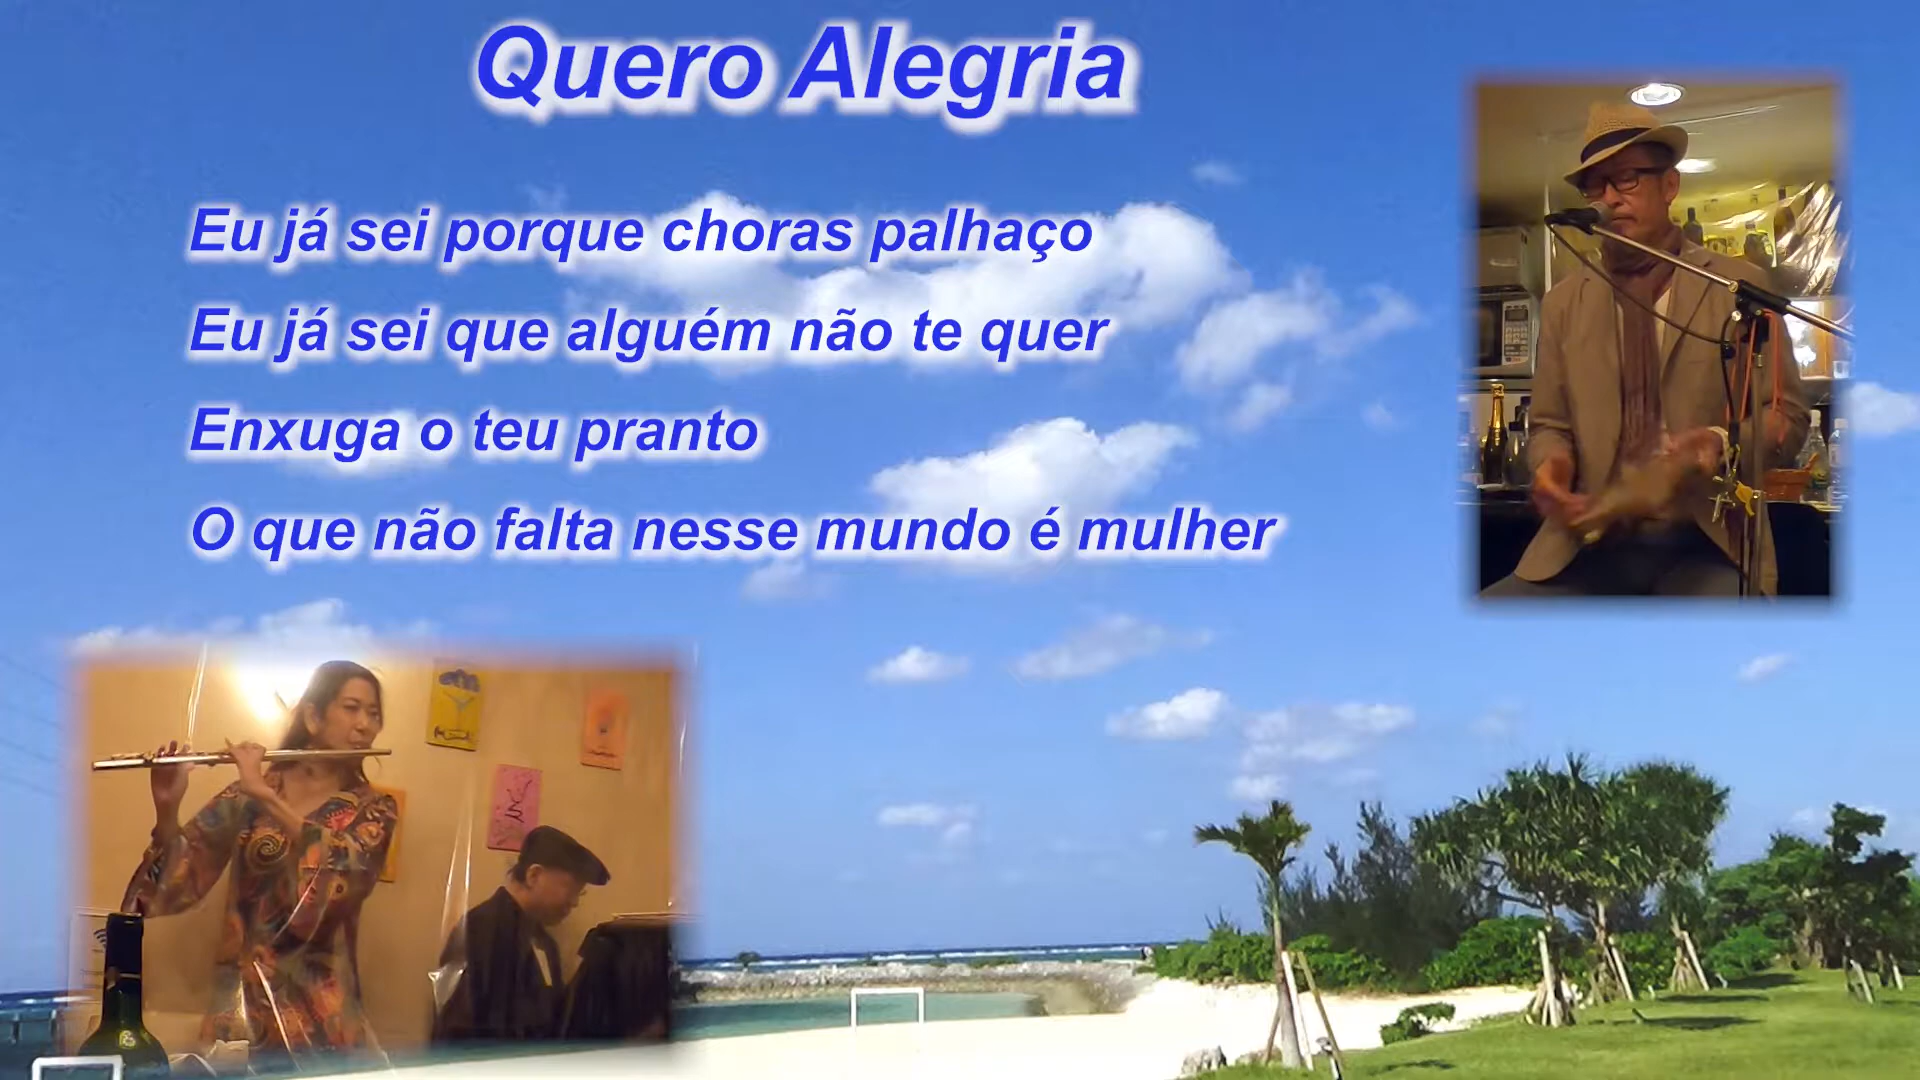 Quero Alegria
Eu já sei porque choras palhaço
Eu já sei que alguém não te quer
Enxuga o teu pranto
O que não falta nesse mundo é mulher